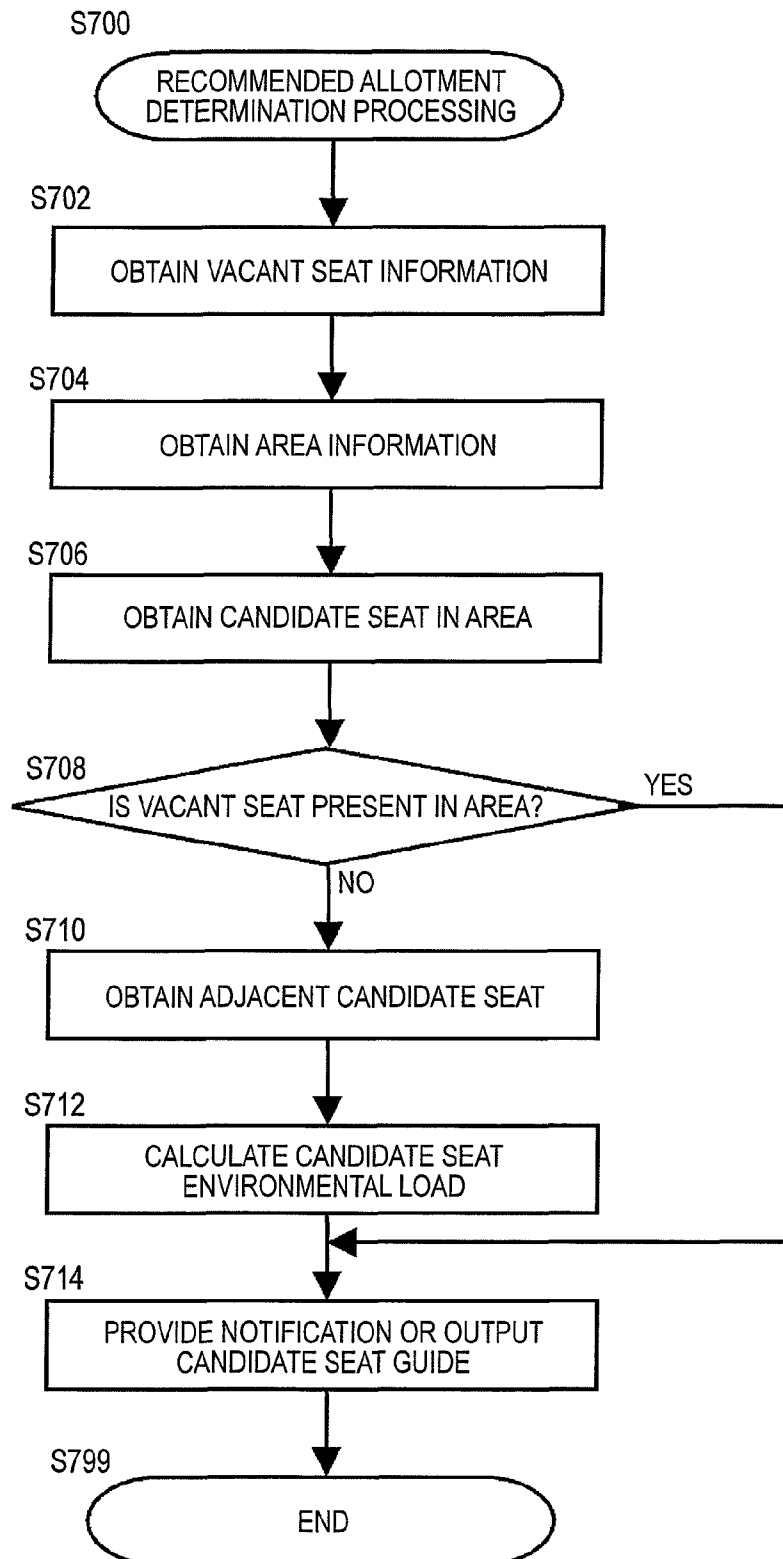 S700
RECOMMENDED ALLOTMENT
DETERMINATION PROCESSING
S702
OBTAIN VACANT SEAT INFORMATION
S704
OBTAIN AREA INFORMATION
S706
OBTAIN CANDIDATE SEAT IN AREA
S708
IS VACANT SEAT PRESENT IN AREA?
YES
NO
S710
OBTAIN ADJACENT CANDIDATE SEAT
S712
CALCULATE CANDIDATE SEAT
ENVIRONMENTAL LOAD
S714
PROVIDE NOTIFICATION OR OUTPUT
CANDIDATE SEAT GUIDE
S799
END